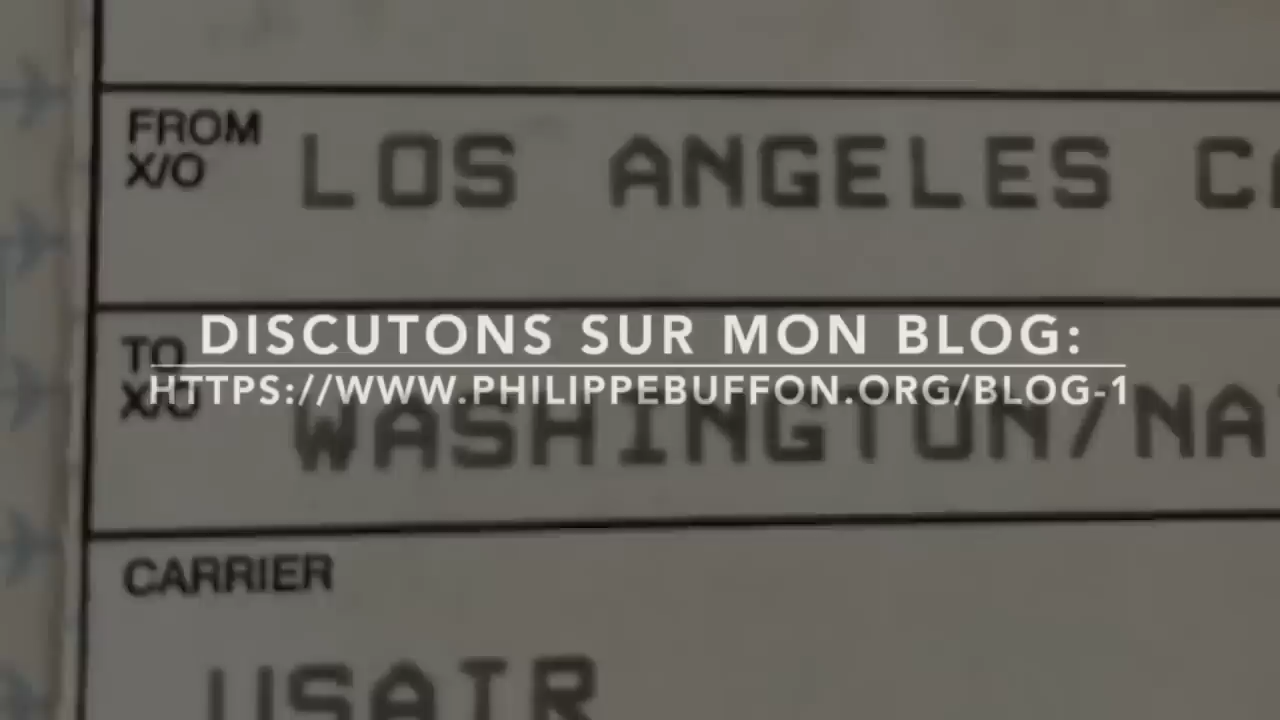 FROM
X/O
LOS ANGELES
DISCUTONS SUR MON BLOG:
TO
X/O
HTTPS://WWW.PHILIPPEBUFFON.ORG/BLOG-1
WASHINGTON/NA
CARRIER
USAIR